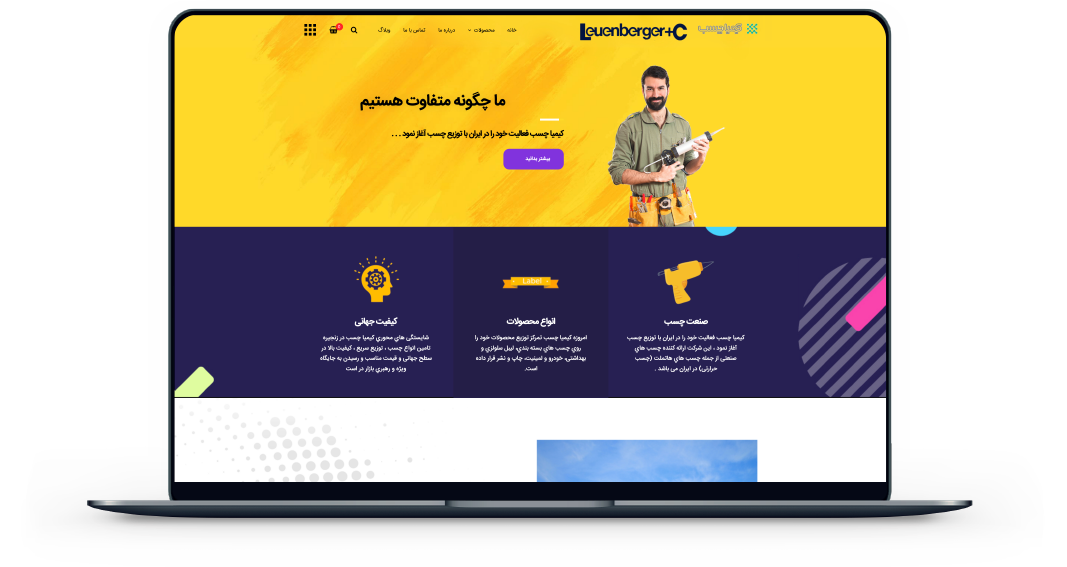 کیمیا چسب
Leuenberger+C
خانه
محصولات
درباره ما
تماس با ما
وبلاگ
0
ما چگونه متفاوت هستیم
کیمیا چسب فعالیت خود را در ایران با توزیع چسب آغاز نمود . . .
بیشتر بدانید
صنعت چسب
کیمیا چسب فعالیت خود را در ایران با توزیع چسب
آغاز نمود ، این شرکت ارائه کننده چسب های
صنعتی از جمله چسب های هاتملت (چسب
حرارتی) در ایران می باشد .
Label
انواع محصولات
امروزه کیمیا چسب تمرکز توزیع محصولات خود را
روی چسب های بسته بندی، لیبل سلولزی و
بهداشتی، خودرو و امنیت، چاپ و نشر قرار داده
است.
کیفیت جهانی
شایستگی های محوری کیمیا چسب در زنجیره
تامین انواع چسب ، توزیع سریع ، کیفیت بالا در
سطح جهانی و قیمت مناسب و رسیدن به جایگاه
ویژه و رهبری بازار در است